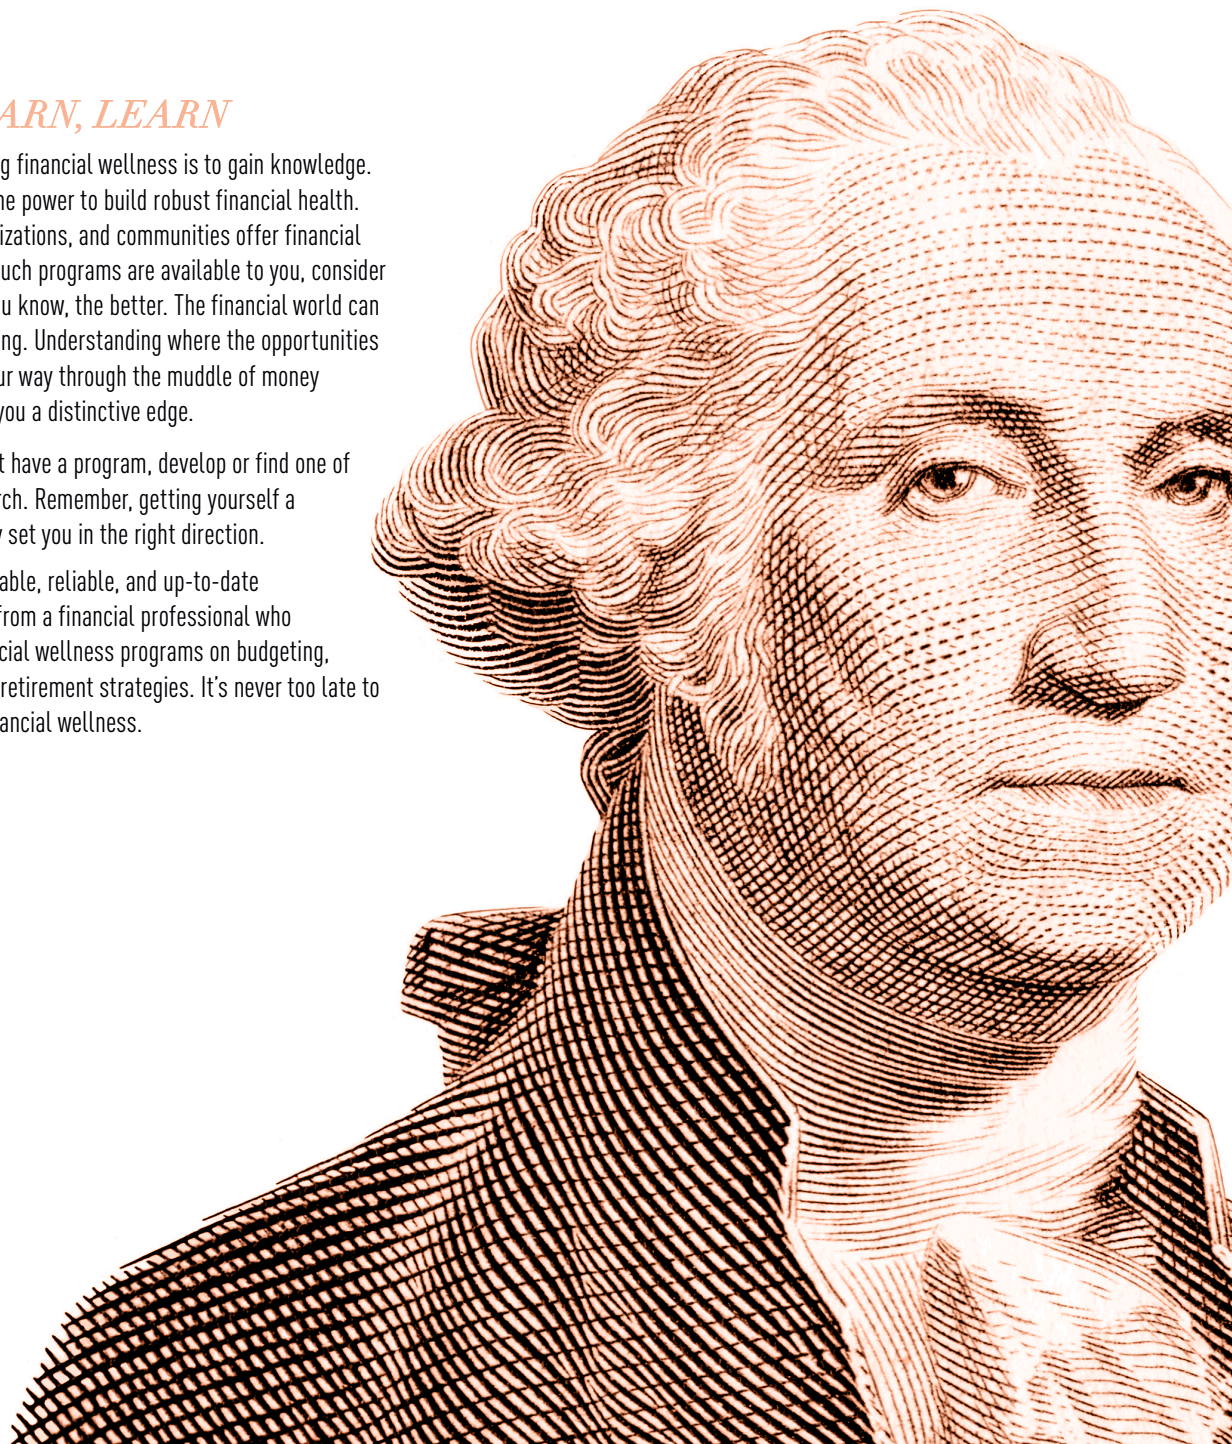 ARN, LEARN
g financial wellness is to gain knowledge.
he power to build robust financial health.
izations, and communities offer financial
uch programs are available to you, consider
u know, the better. The financial world can
ng. Understanding where the opportunities
ur way through the muddle of money
you a distinctive edge.
t have a program, develop or find one of
rch. Remember, getting yourself a
y set you in the right direction.
able, reliable, and up-to-date
from a financial professional who
cial wellness programs on budgeting,
retirement strategies. It’s never too late to
ancial wellness.